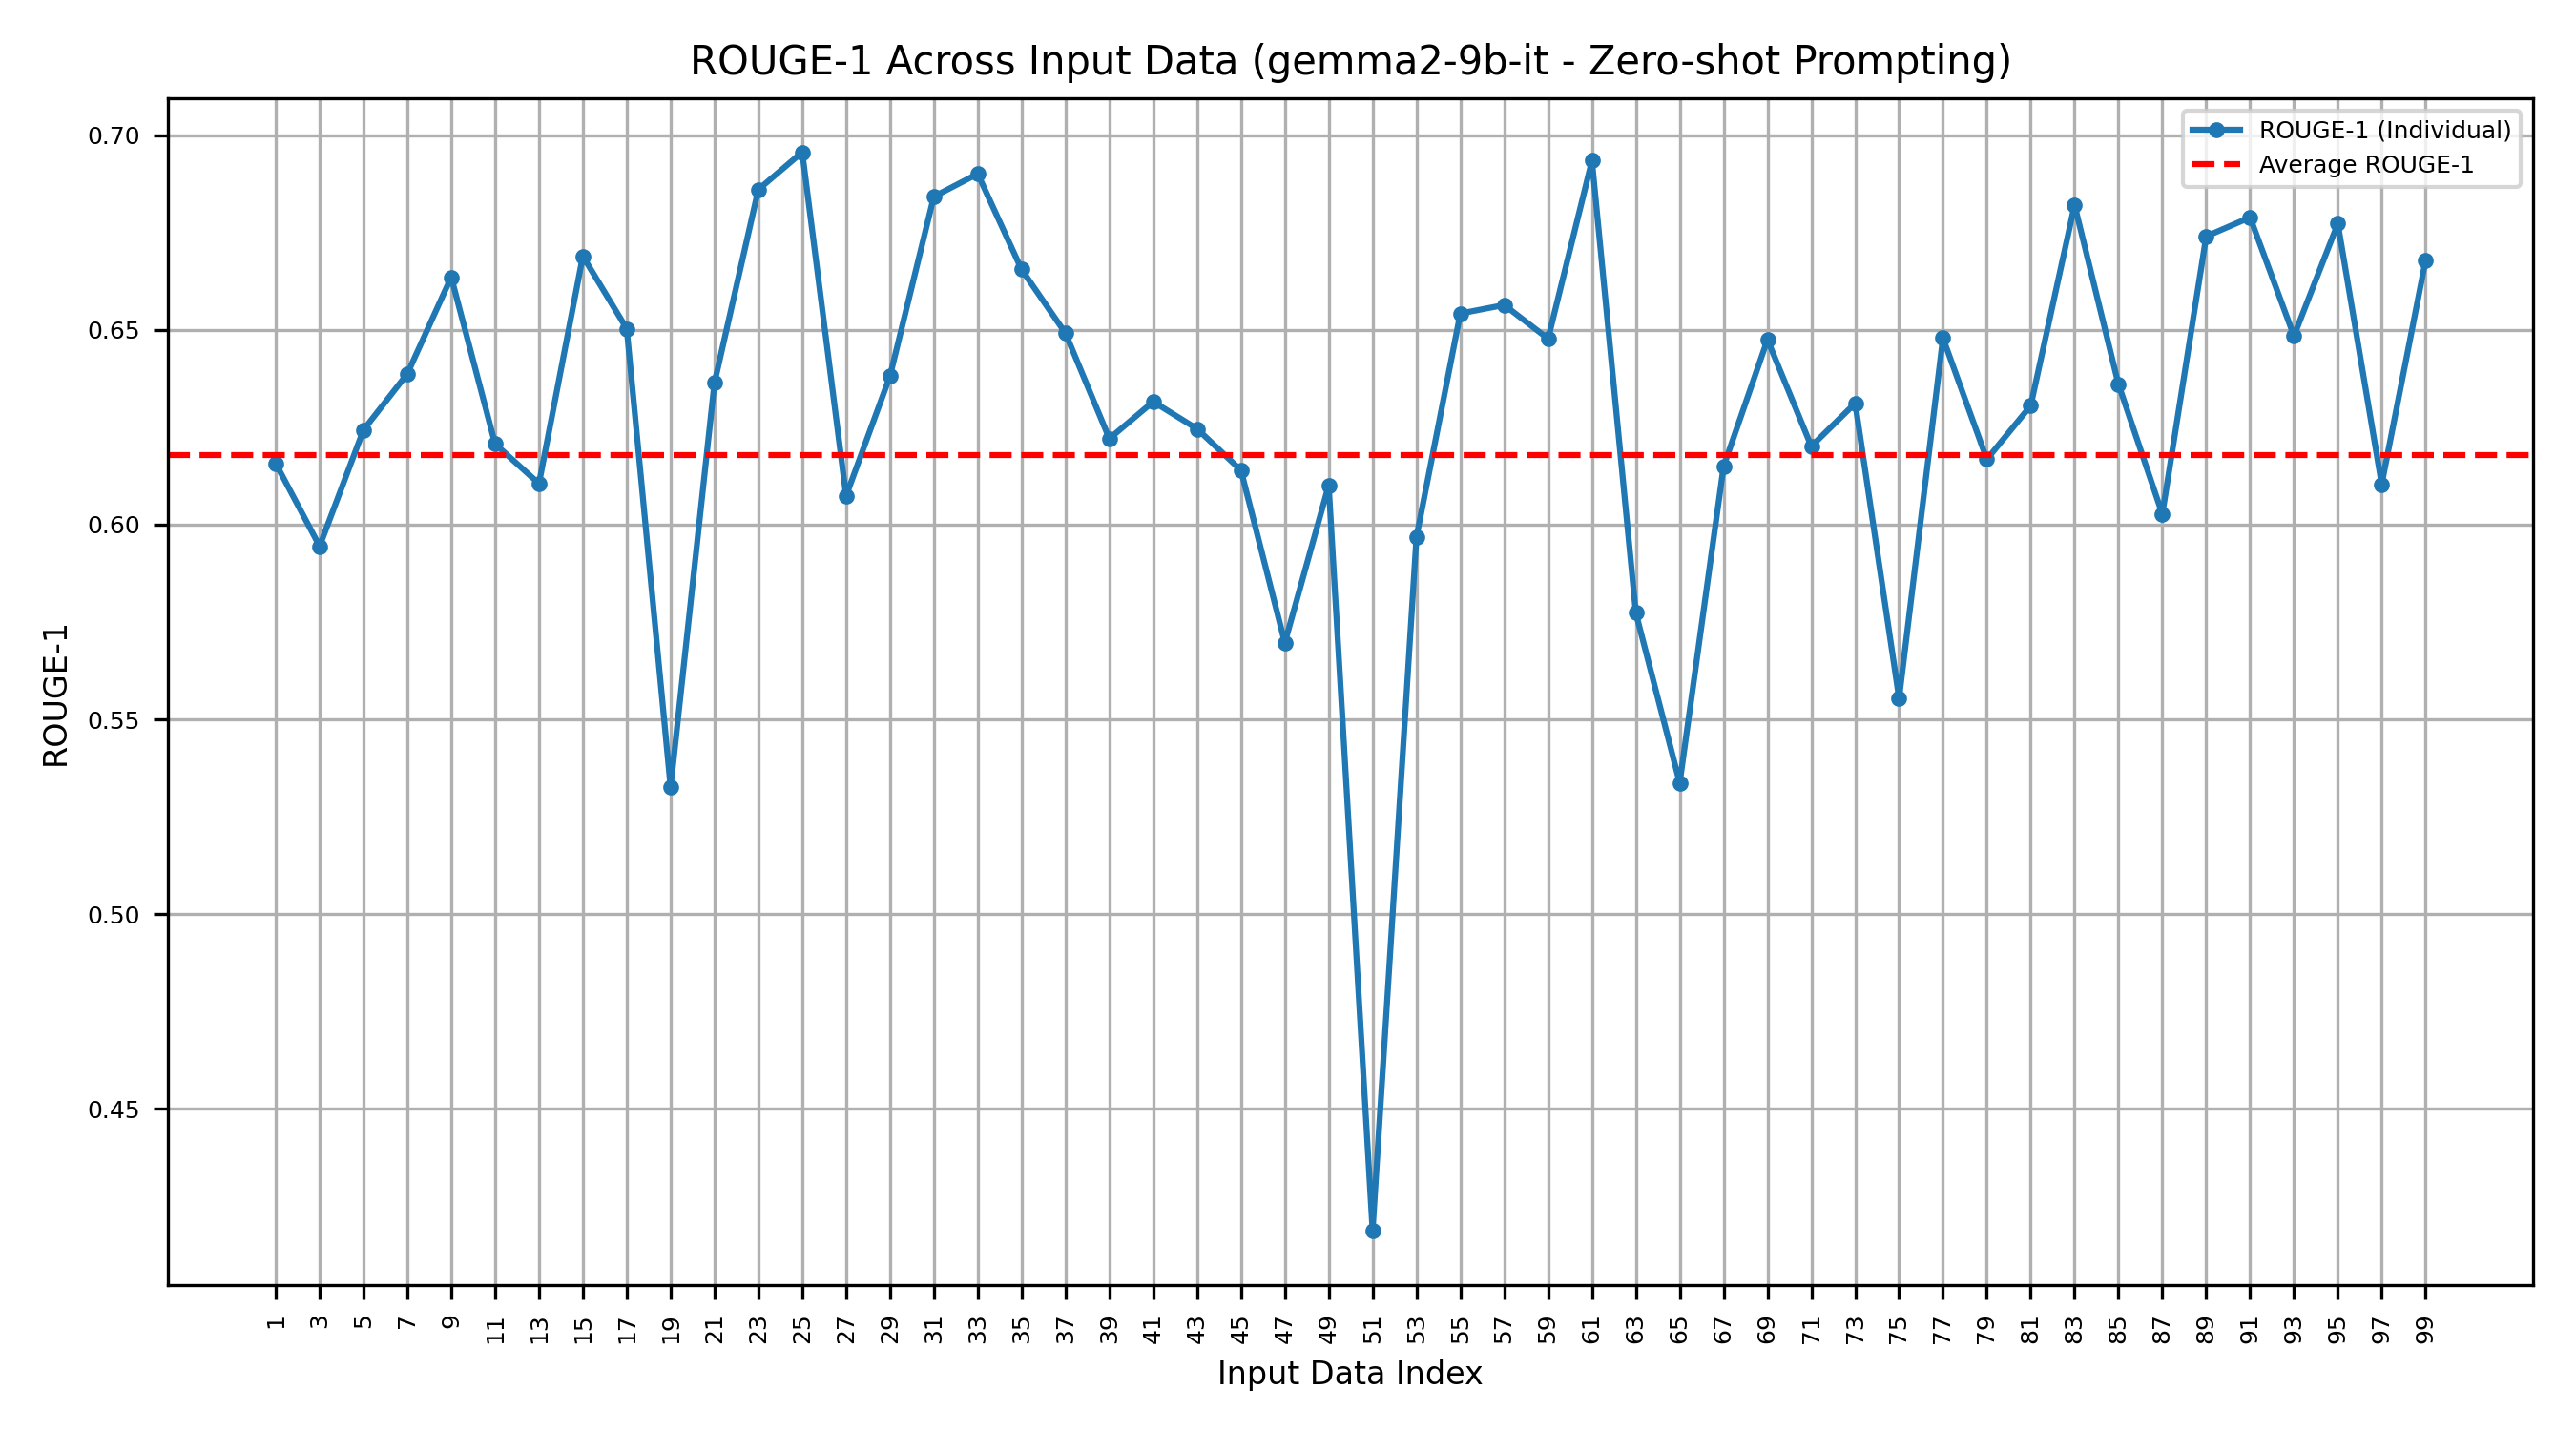 ROUGE-1 Across Input Data (gemma2-9b-it - Zero-shot Prompting)
ROUGE-1 (Individual)
Average ROUGE-1
ROUGE-1
0.70
0.65
0.60
0.55
0.50
0.45
1 3 5 7 9 11 13 15 17 19 21 23 25 27 29 31 33 35 37 39 41 43 45 47 49 51 53 55 57 59 61 63 65 67 69 71 73 75 77 79 81 83 85 87 89 91 93 95 97 99
Input Data Index